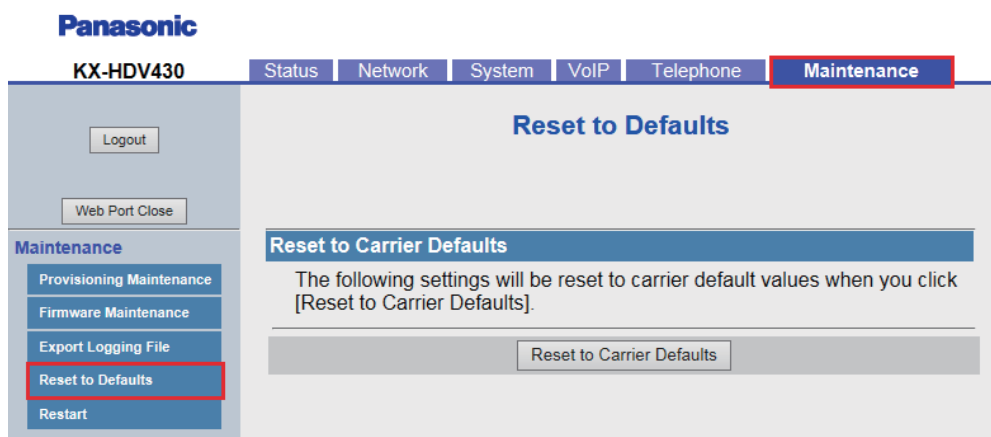 Panasonic
KX-HDV430
Status Network System VoIP Telephone Maintenance
Logout
Web Port Close
Maintenance
Provisioning Maintenance
Firmware Maintenance
Export Logging File
Reset to Defaults
Restart
Reset to Defaults
Reset to Carrier Defaults
The following settings will be reset to carrier default values when you click
[Reset to Carrier Defaults].
Reset to Carrier Defaults